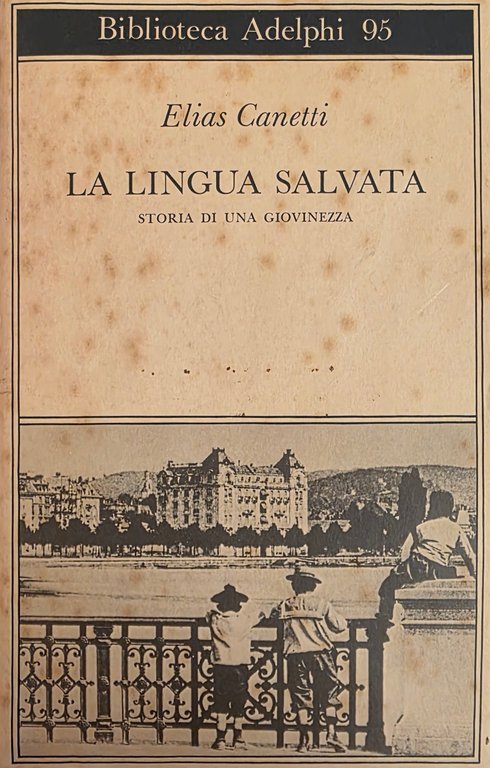 Biblioteca Adelphi 95
Elias Canetti
LA LINGUA SALVATA
STORIA DI UNA GIOVINEZZA